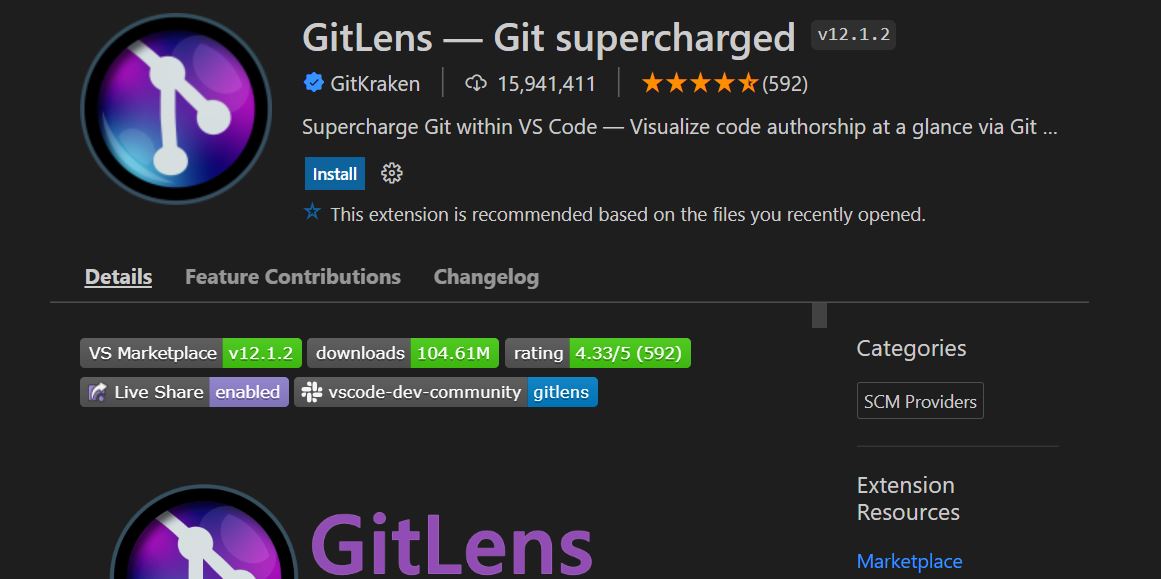 GitLens — Git supercharged v12.1.2
GitKraken 15,941,411 (592)
Supercharge Git within VS Code — Visualize code authorship at a glance via Git ...
Install
This extension is recommended based on the files you recently opened.
Details Feature Contributions Changelog
VS Marketplace v12.1.2 downloads 104.61M rating 4.33/5 (592)
Live Share enabled vscode-dev-community gitlens
GitLens
Categories
SCM Providers
Extension
Resources
Marketplace